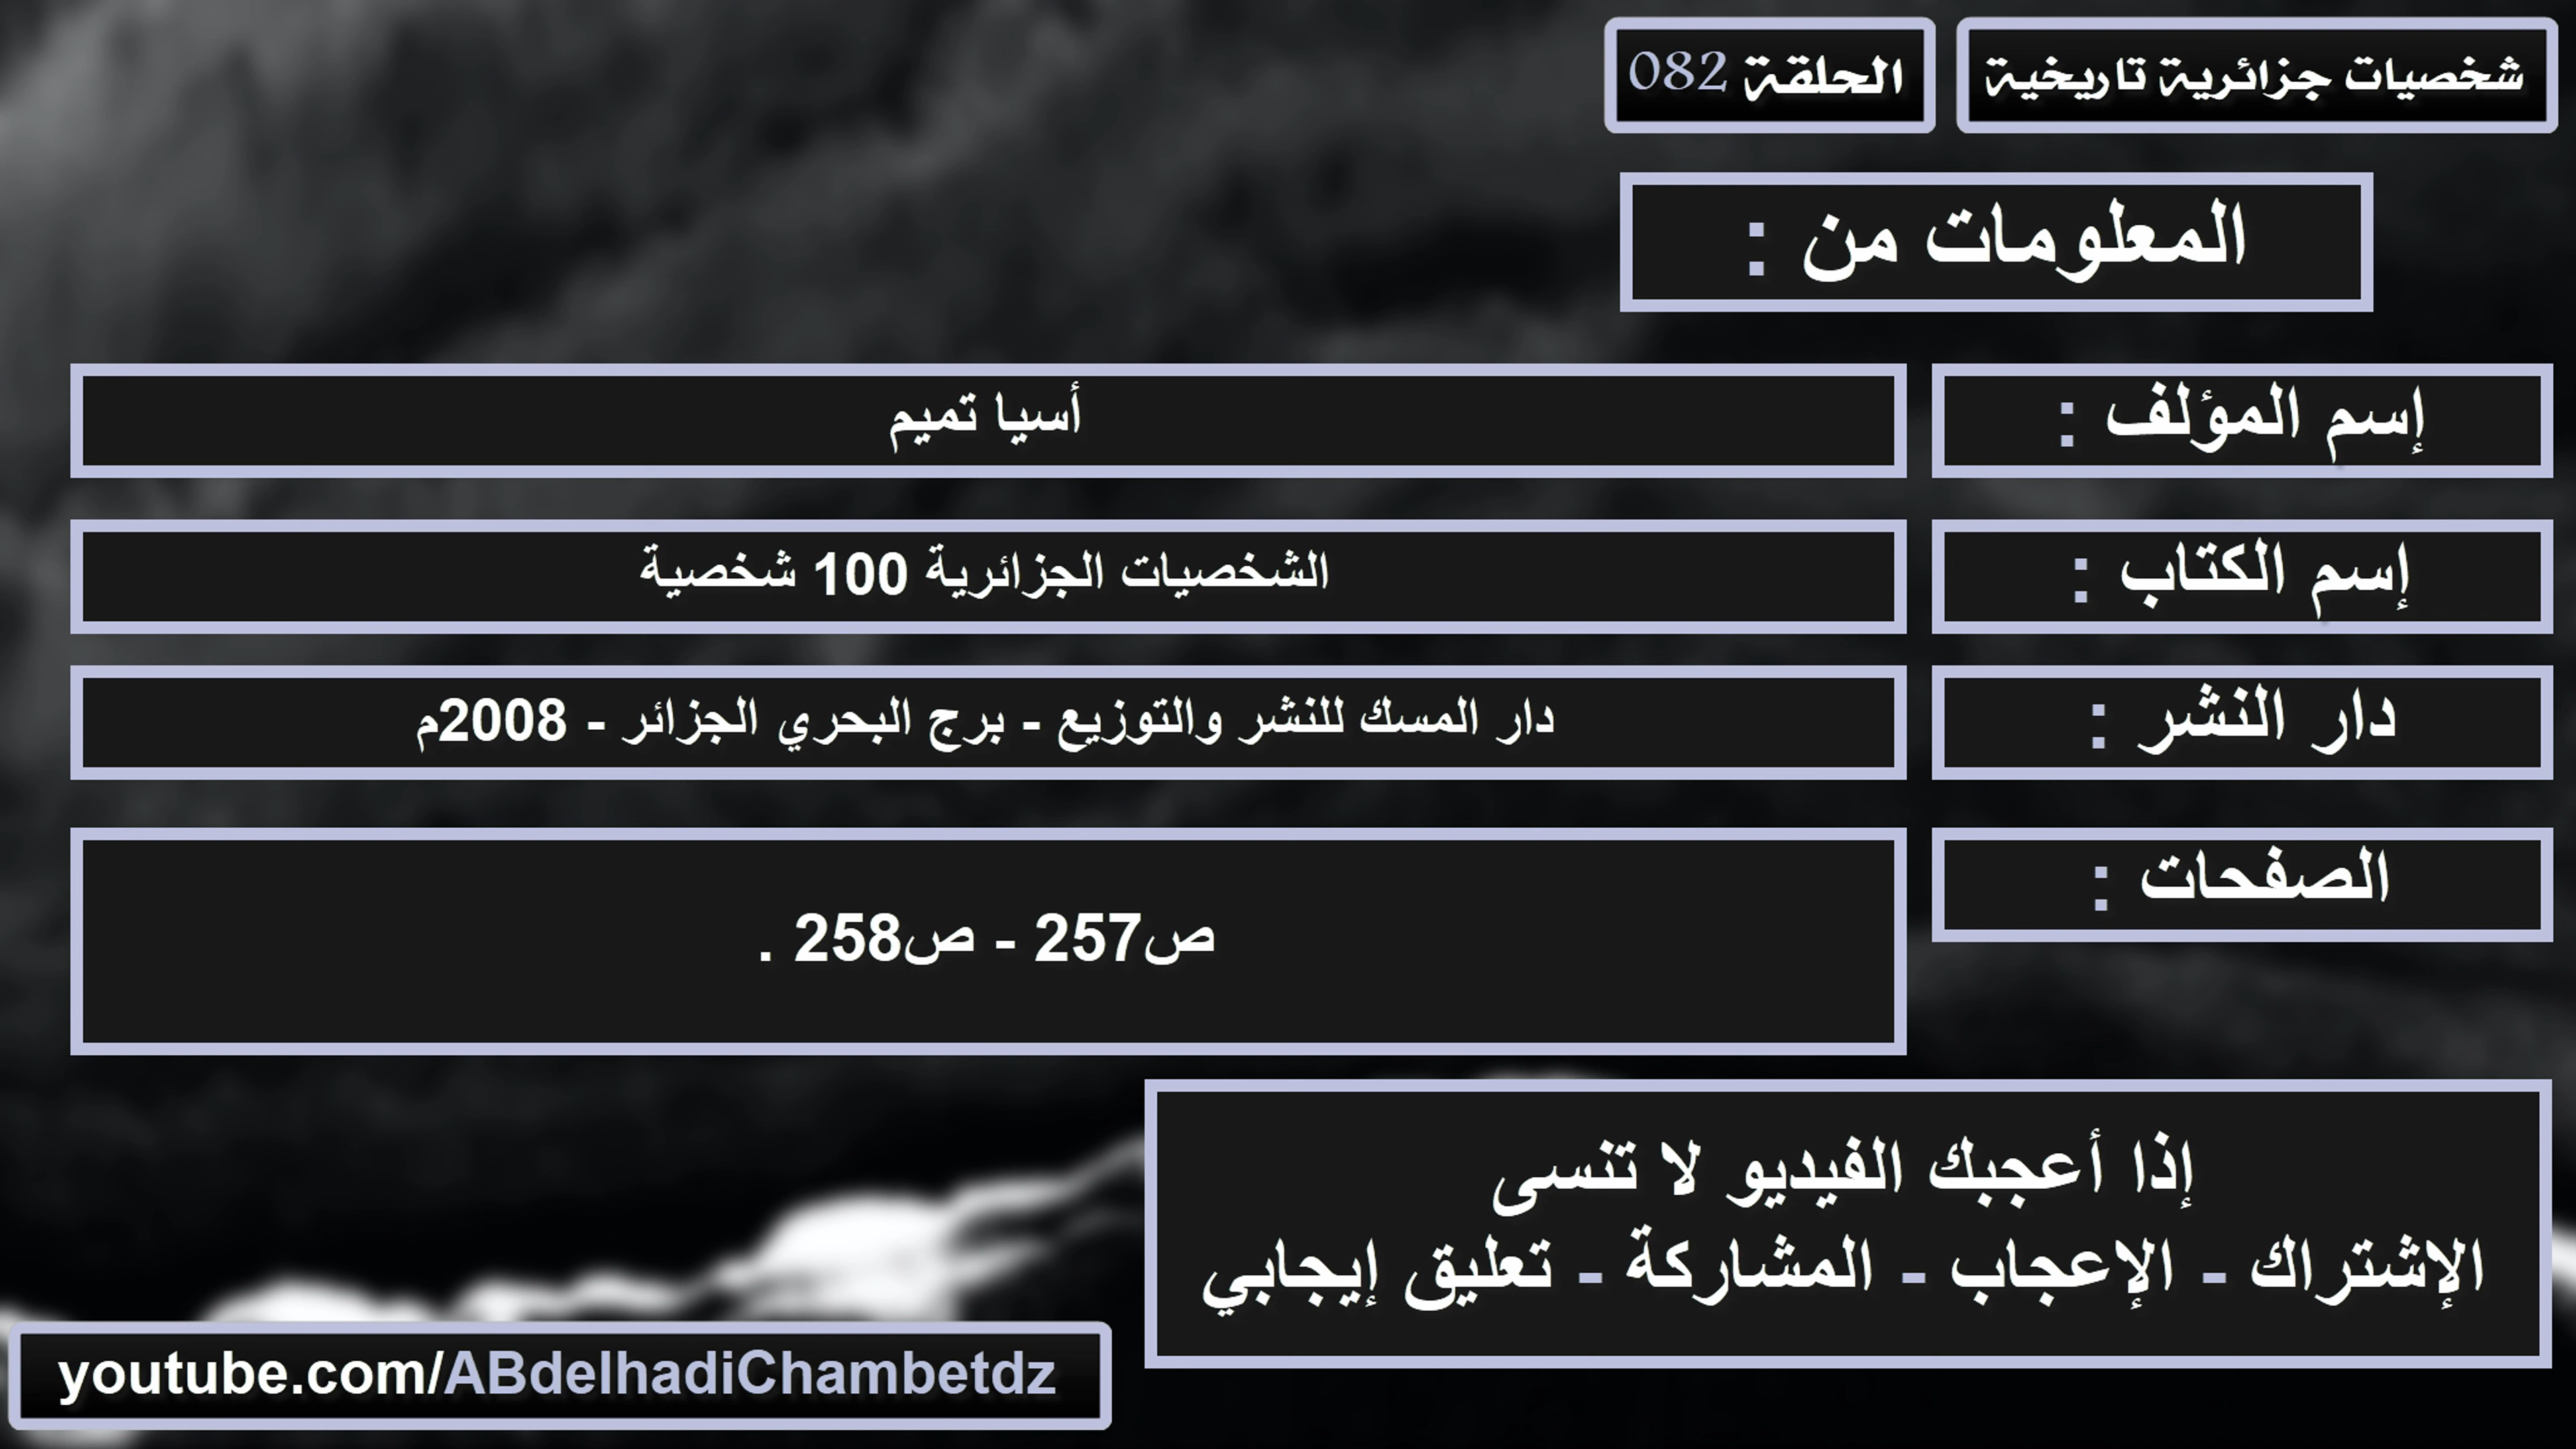 شخصيات جزائرية تاريخية
الحلقة 082
المعلومات من :
إسم المؤلف :
أسيا تميم
إسم الكتاب :
الشخصيات الجزائرية 100 شخصية
دار النشر :
دار المسك للنشر والتوزيع - برج البحري الجزائر - 2008م
الصفحات :
ص257 - ص258 .
إذا أعجبك الفيديو لا تنسى
الإشتراك - الإعجاب - المشاركة - تعليق إيجابي
youtube.com/ABdelhadiChambetdz